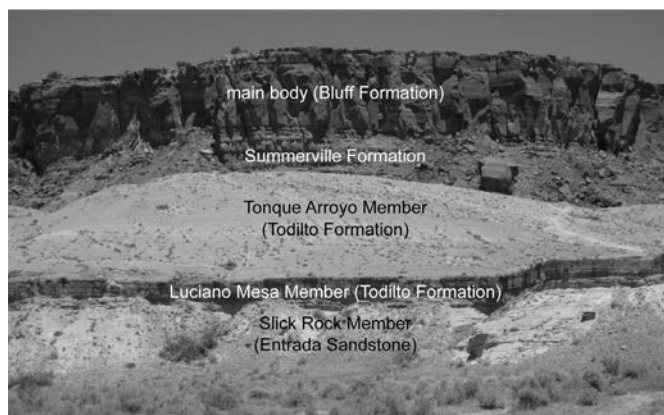 main body (Bluff Formation)
Summerville Formation
Tonque Arroyo Member
(Todilto Formation)
Luciano Mesa Member (Todilto Formation)
Slick Rock Member
(Entrada Sandstone)